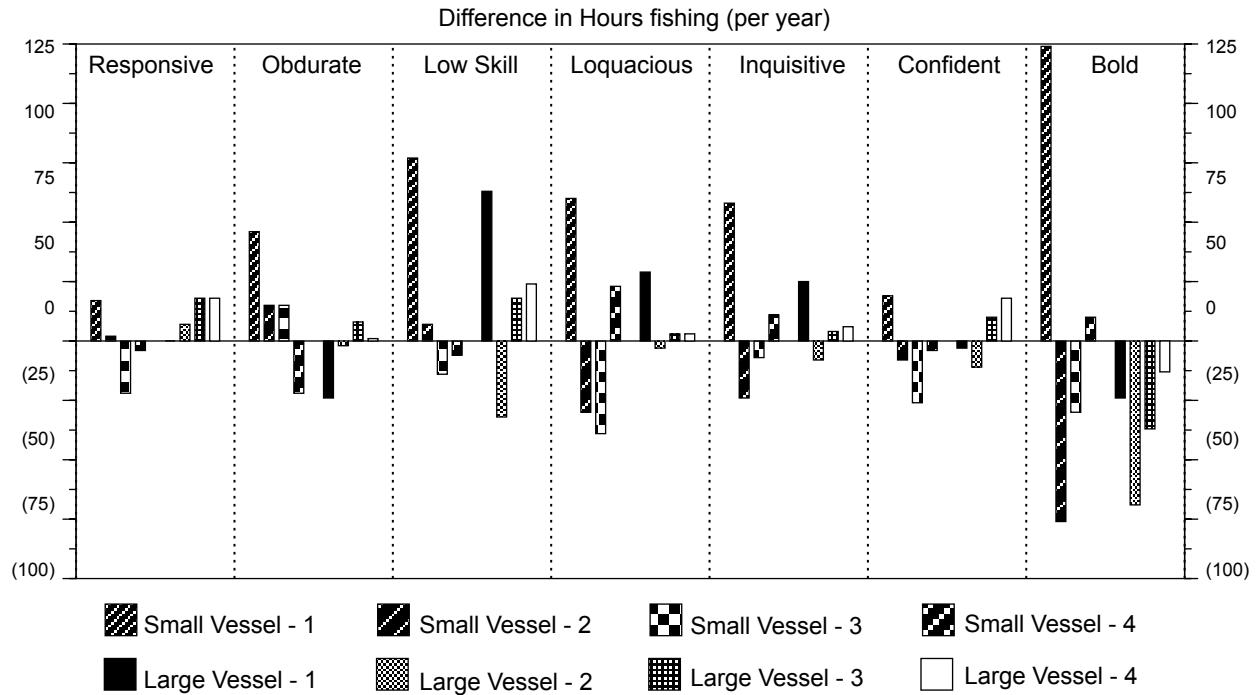 Difference in Hours fishing (per year)
125 125
Responsive Obdurate Low Skill Loquacious Inquisitive Confident Bold
100 100
75 75
50 50
0 0
(25) (25)
(50) (50)
(75) (75)
(100) (100)
Small Vessel - 1 Small Vessel - 2 Small Vessel - 3 Small Vessel - 4
Large Vessel - 1 Large Vessel - 2 Large Vessel - 3 Large Vessel - 4